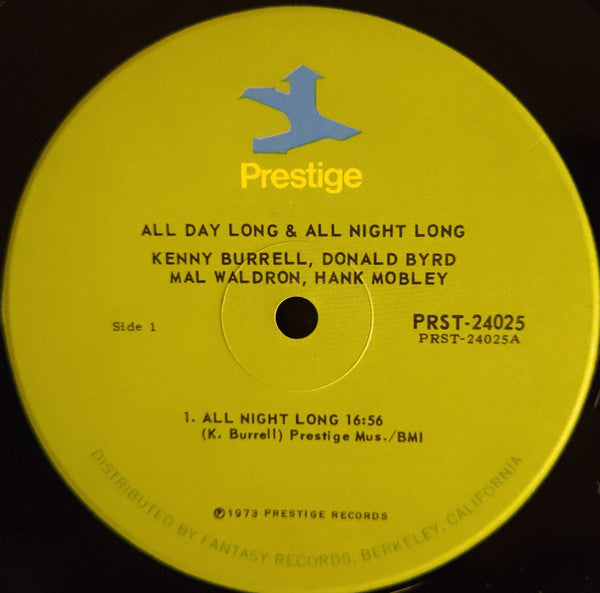 Prestige
ALL DAY LONG & ALL NIGHT LONG
KENNY BURRELL, DONALD BYRD
MAL WALDRON, HANK MOBLEY
Side 1
PRST-24025
PRST-24025A
1. ALL NIGHT LONG 16:56
(K. Burrell) Prestige Mus./BMI
℗1973 PRESTIGE RECORDS
DISTRIBUTED BY FANTASY RECORDS, BERKELEY, CALIFORNIA